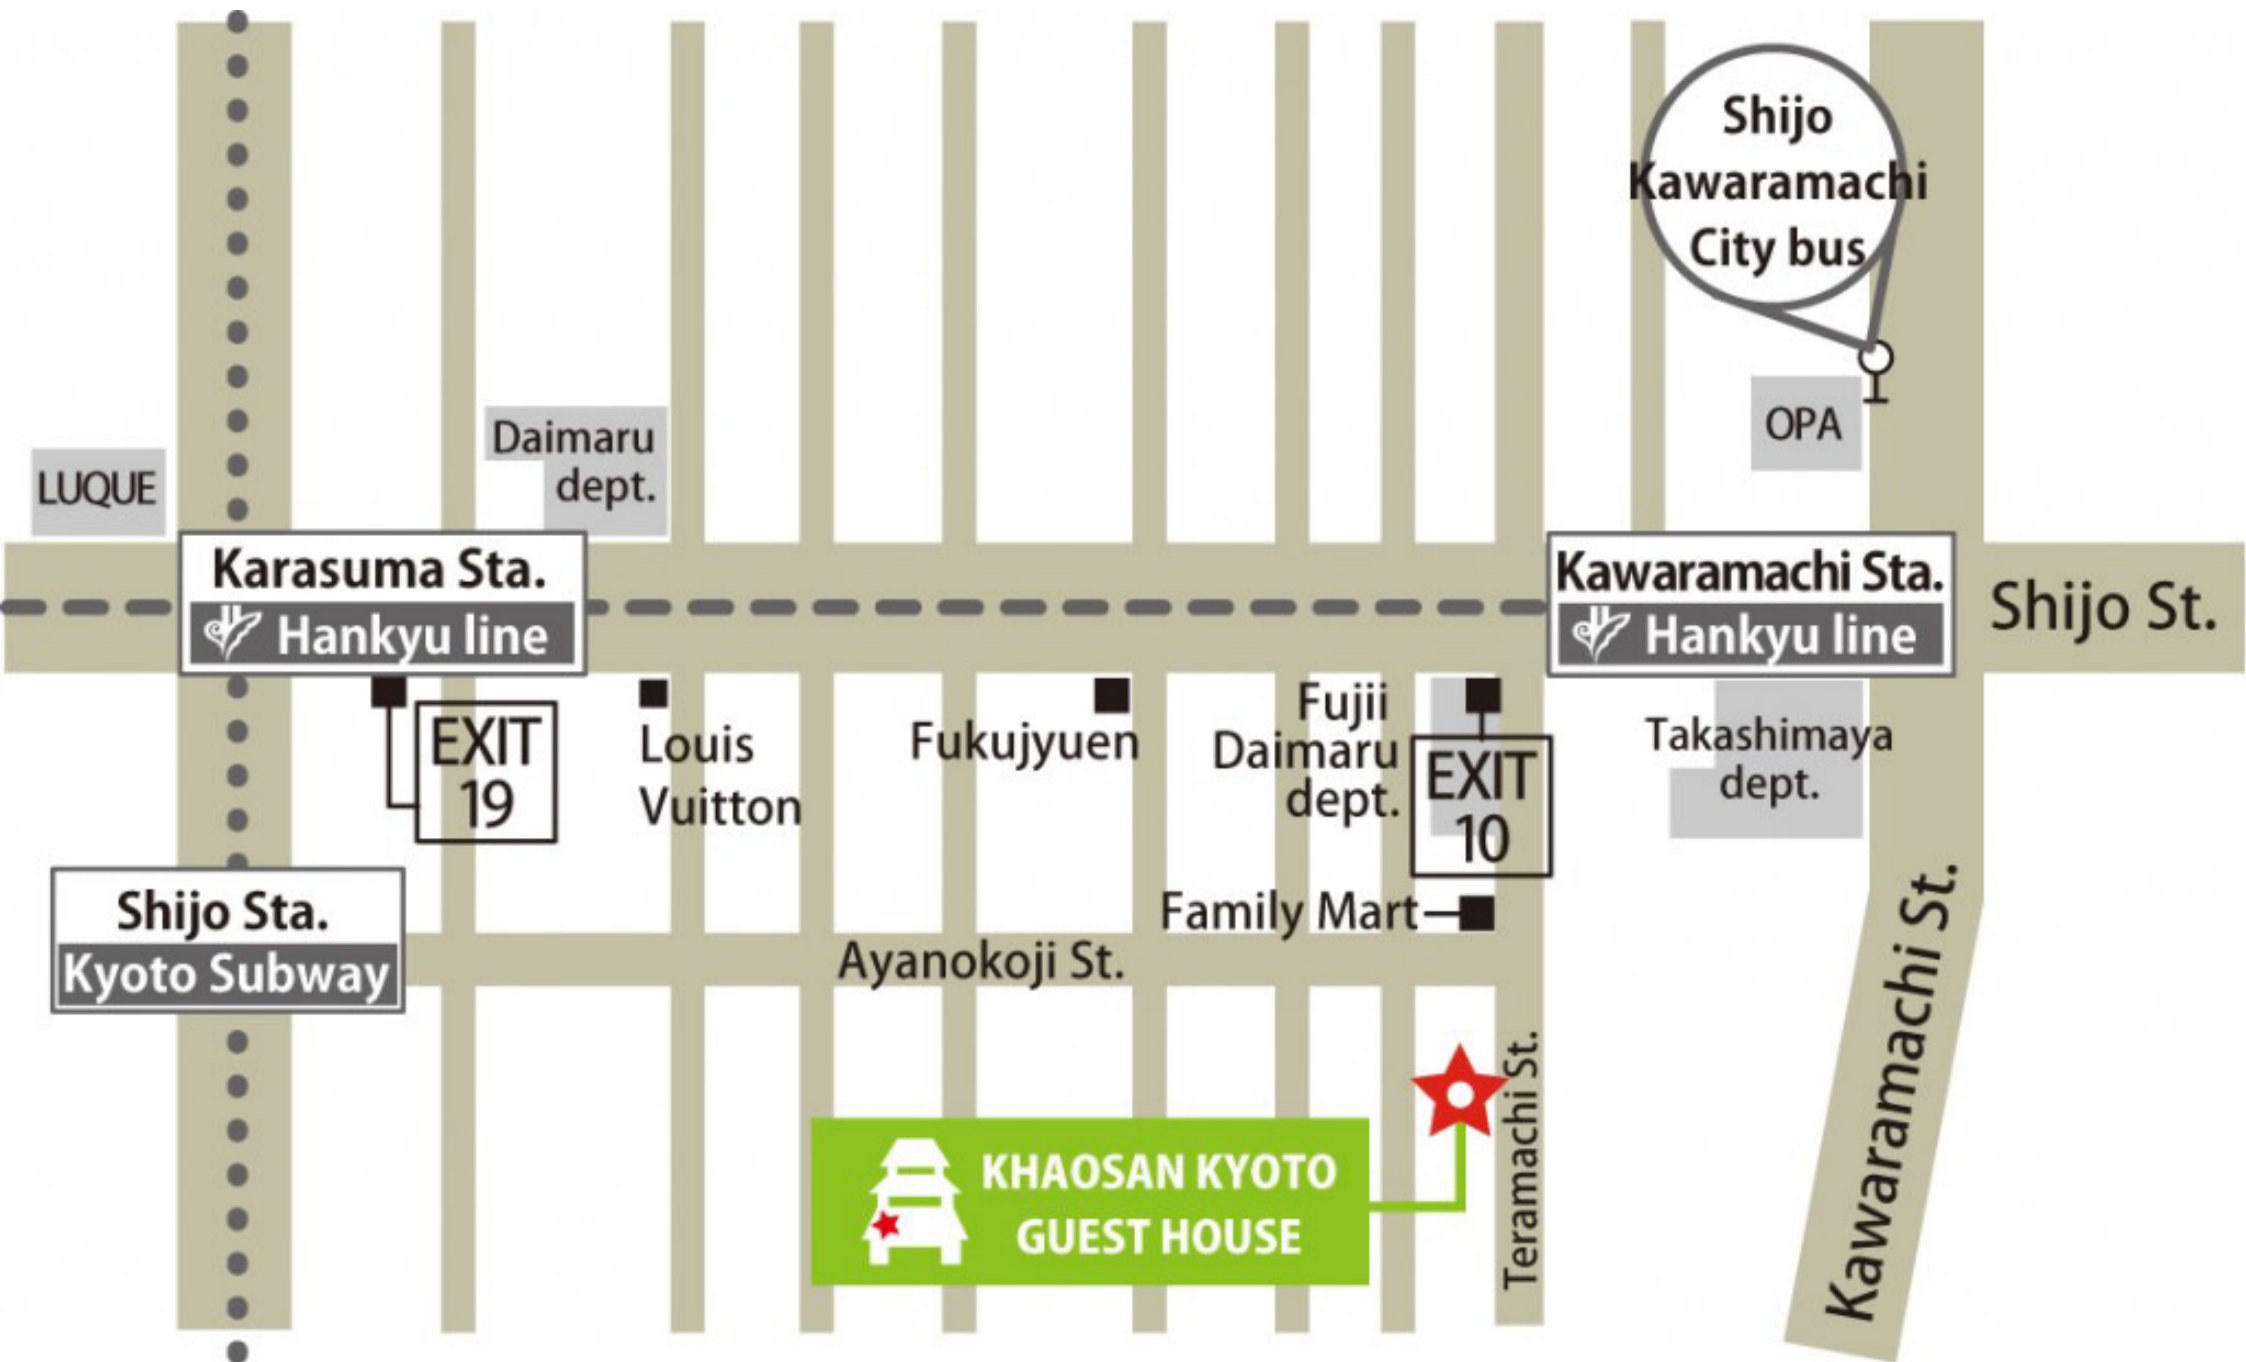 Shijo
Kawaramachi
City bus
OPA
Daimaru
dept.
LUQUE
Karasuma Sta.
Hankyu line
Kawaramachi Sta.
Hankyu line
Shijo St.
EXIT
19
Louis
Vuitton
Fukujyuen
Fujii
Daimaru
dept.
EXIT
10
Takashimaya
dept.
Family Mart
Shijo Sta.
Kyoto Subway
Ayanokoji St.
Teramachi St.
Kawaramachi St.
KHAOSAN KYOTO
GUEST HOUSE